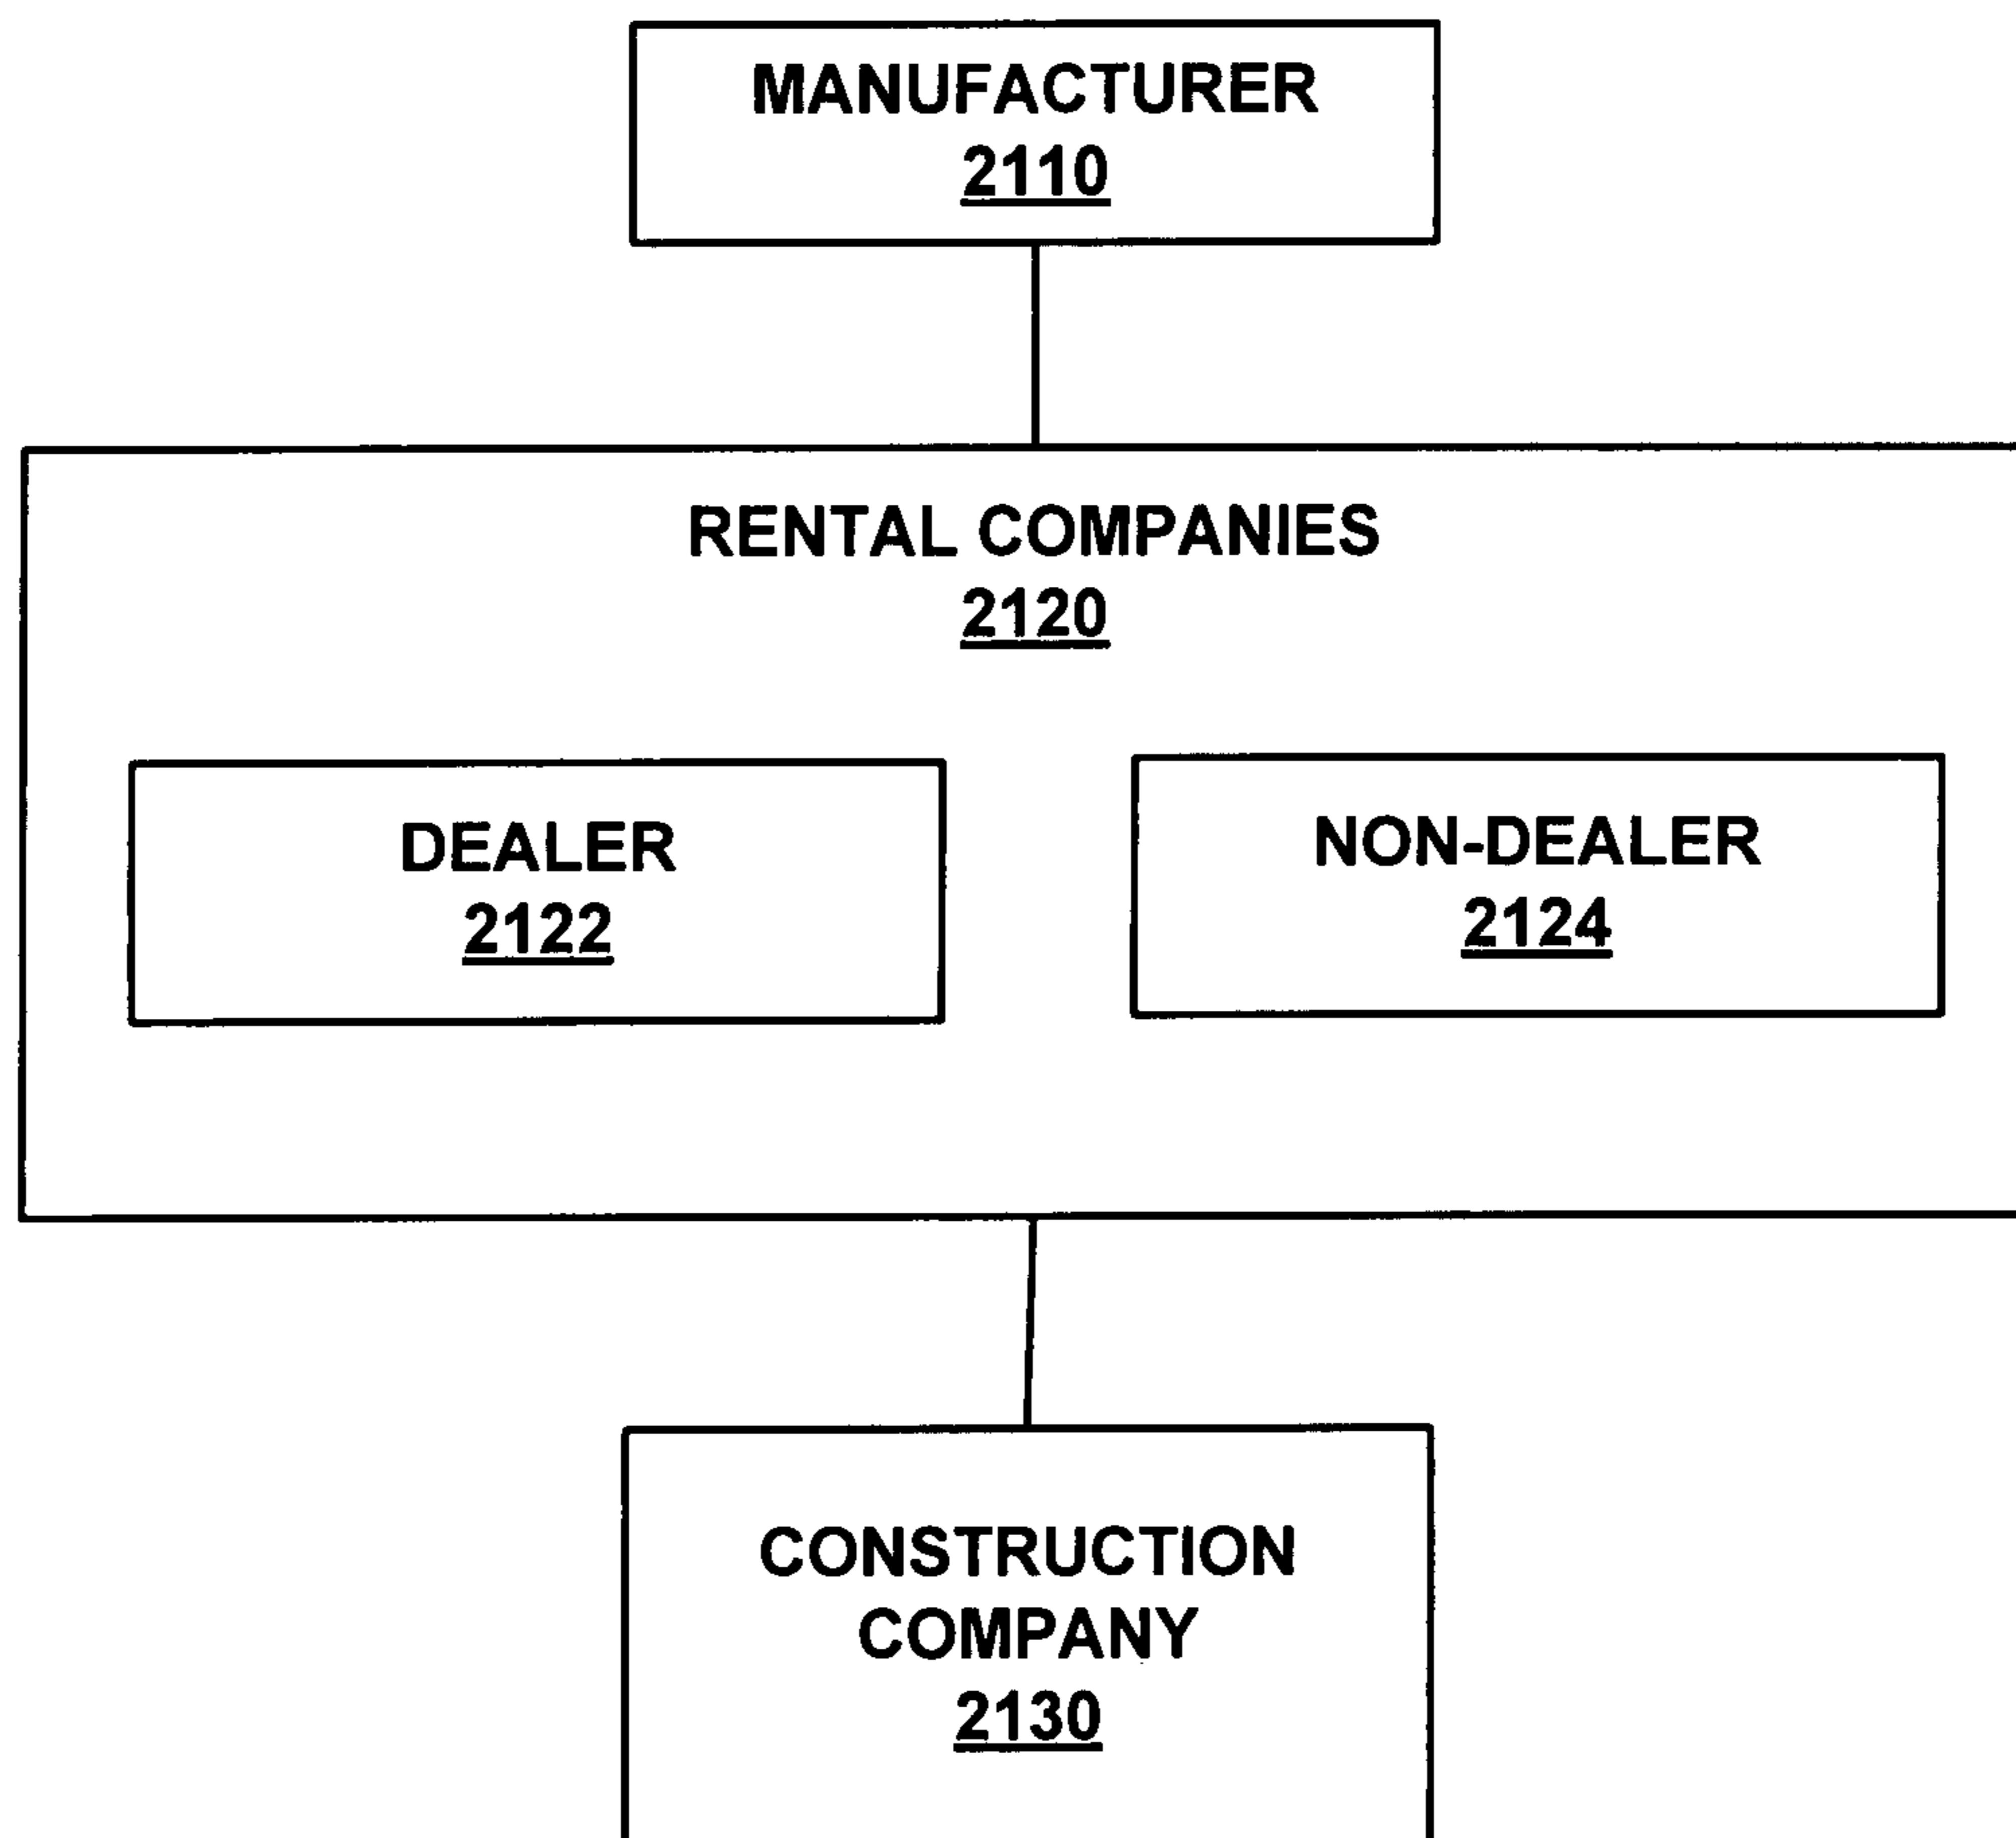 MANUFACTURER
2110
RENTAL COMPANIES
2120
DEALER
2122
NON-DEALER
2124
CONSTRUCTION
COMPANY
2130